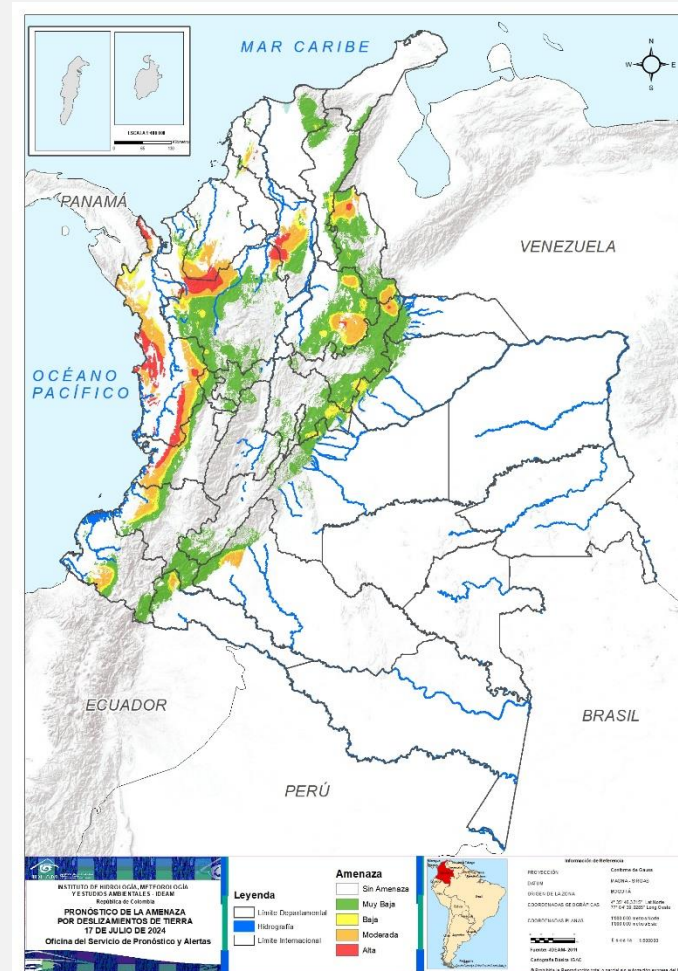 MAR CARIBE
N
W
E
S
PANAMÁ
VENEZUELA
OCÉANO
PACÍFICO
ECUADOR
BRASIL
PERÚ
INSTITUTO DE HIDROLOGÍA, METEOROLOGÍA
Y ESTUDIOS AMBIENTALES - IDEAM
República de Colombia
PRONÓSTICO DE LA AMENAZA
POR DESLIZAMIENTOS DE TIERRA
17 DE JULIO DE 2024
Oficina del Servicio de Pronóstico y Alertas
Leyenda
Límite Departamental
Hidrografía
Límite Internacional
Amenaza
Sin Amenaza
Muy Baja
Baja
Moderada
Alta
Información de Referencia
PROYECCIÓN
DATUM
ORIGEN DE LA ZONA
BOGOTÁ
COORDENADAS GEOGRÁFICAS
COORDENADAS PLANAS
Fuente: IDEAM, 2011
Cartografía Básica: IGAC